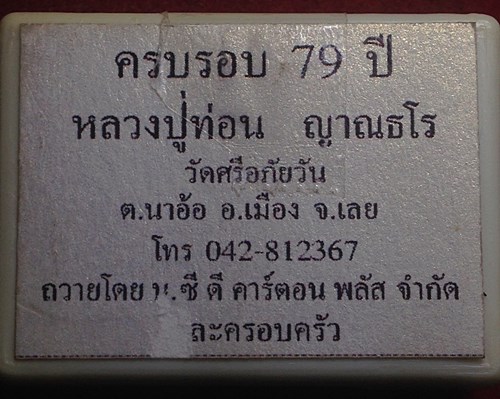 ครบรอบ 79 ปี
หลวงปู่ท่อน ญาณธโร
วัดศรีอภัยวัน
ต.นาอ้อ อ.เมือง จ.เลย
โทร 042-812367
ถวายโดย บ.ซี ดี คาร์ตอน พลัส จำกัด
ละครอบครัว